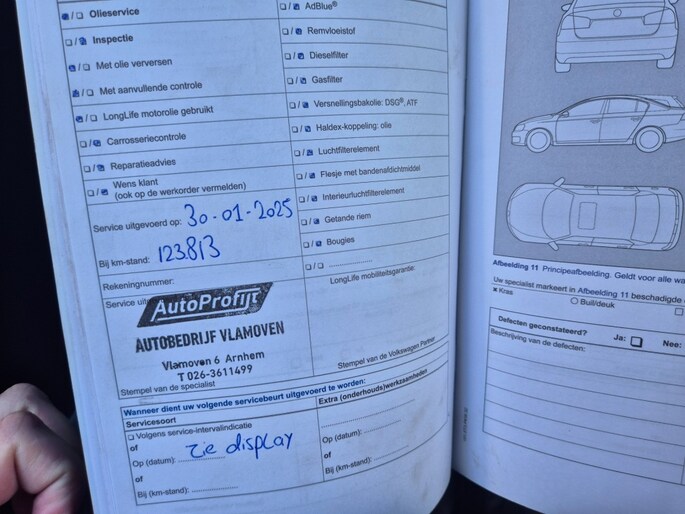 Olieservice
Inspectie
Met olie verversen
Met aanvullende controle
LongLife motorolie gebruikt
Carrosseriecontrole
Reparatieadvies
Wens klant
(ook op de werkorder vermelden)
Service uitgevoerd op: 30-01-2025
Bij km-stand: 123.813
Rekeningnummer:
Service uit
AutoProfijt
AUTOBEDRIJF VLAMOVEN
Vlamoven 6 Arnhem
T 026-3611499
Stempel van de specialist
AdBlue®
Remvloeistof
Dieselfilter
Gasfilter
Versnellingsbakolie: DSG®, ATF
Haldex-koppeling: olie
Luchtfilterelement
Flesje met bandenafdichtmiddel
Interieurluchtfilterelement
Getande riem
Bougies
LongLife mobiliteitsgarantie:
Stempel van de Volkswagen Partner
Wanneer dient uw volgende servicebeurt uitgevoerd te worden:
Servicesoort
Volgens service-intervalindicatie
of
Op (datum): zie display
of
Bij (km-stand):
Extra (onderhouds)werkzaamheden
Op (datum):
of
Bij (km-stand):
Afbeelding 11 Principeafbeelding. Geldt voor alle
Uw specialist markeert in Afbeelding 11 beschadigde
Kras
Buil/deuk
Defecten geconstateerd? Ja: Nee:
Beschrijving van de defecten: